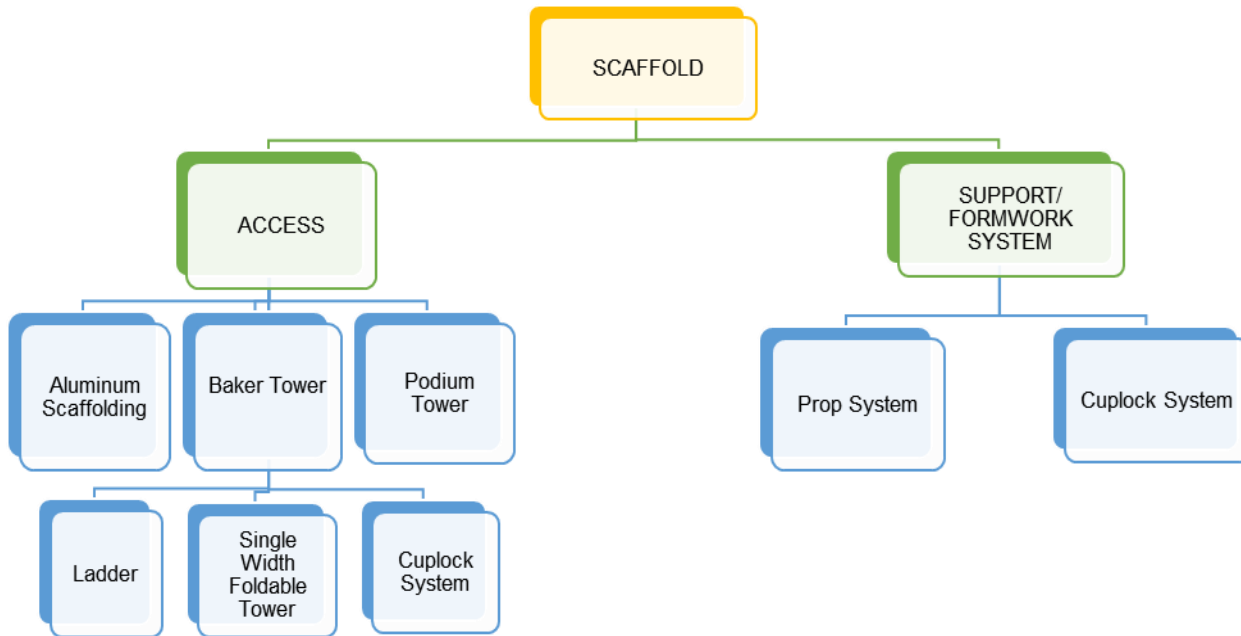 SCAFFOLD
ACCESS
SUPPORT/
FORMWORK
SYSTEM
Aluminum
Scaffolding
Baker Tower
Podium
Tower
Prop System
Cuplock System
Ladder
Single
Width
Foldable
Tower
Cuplock
System